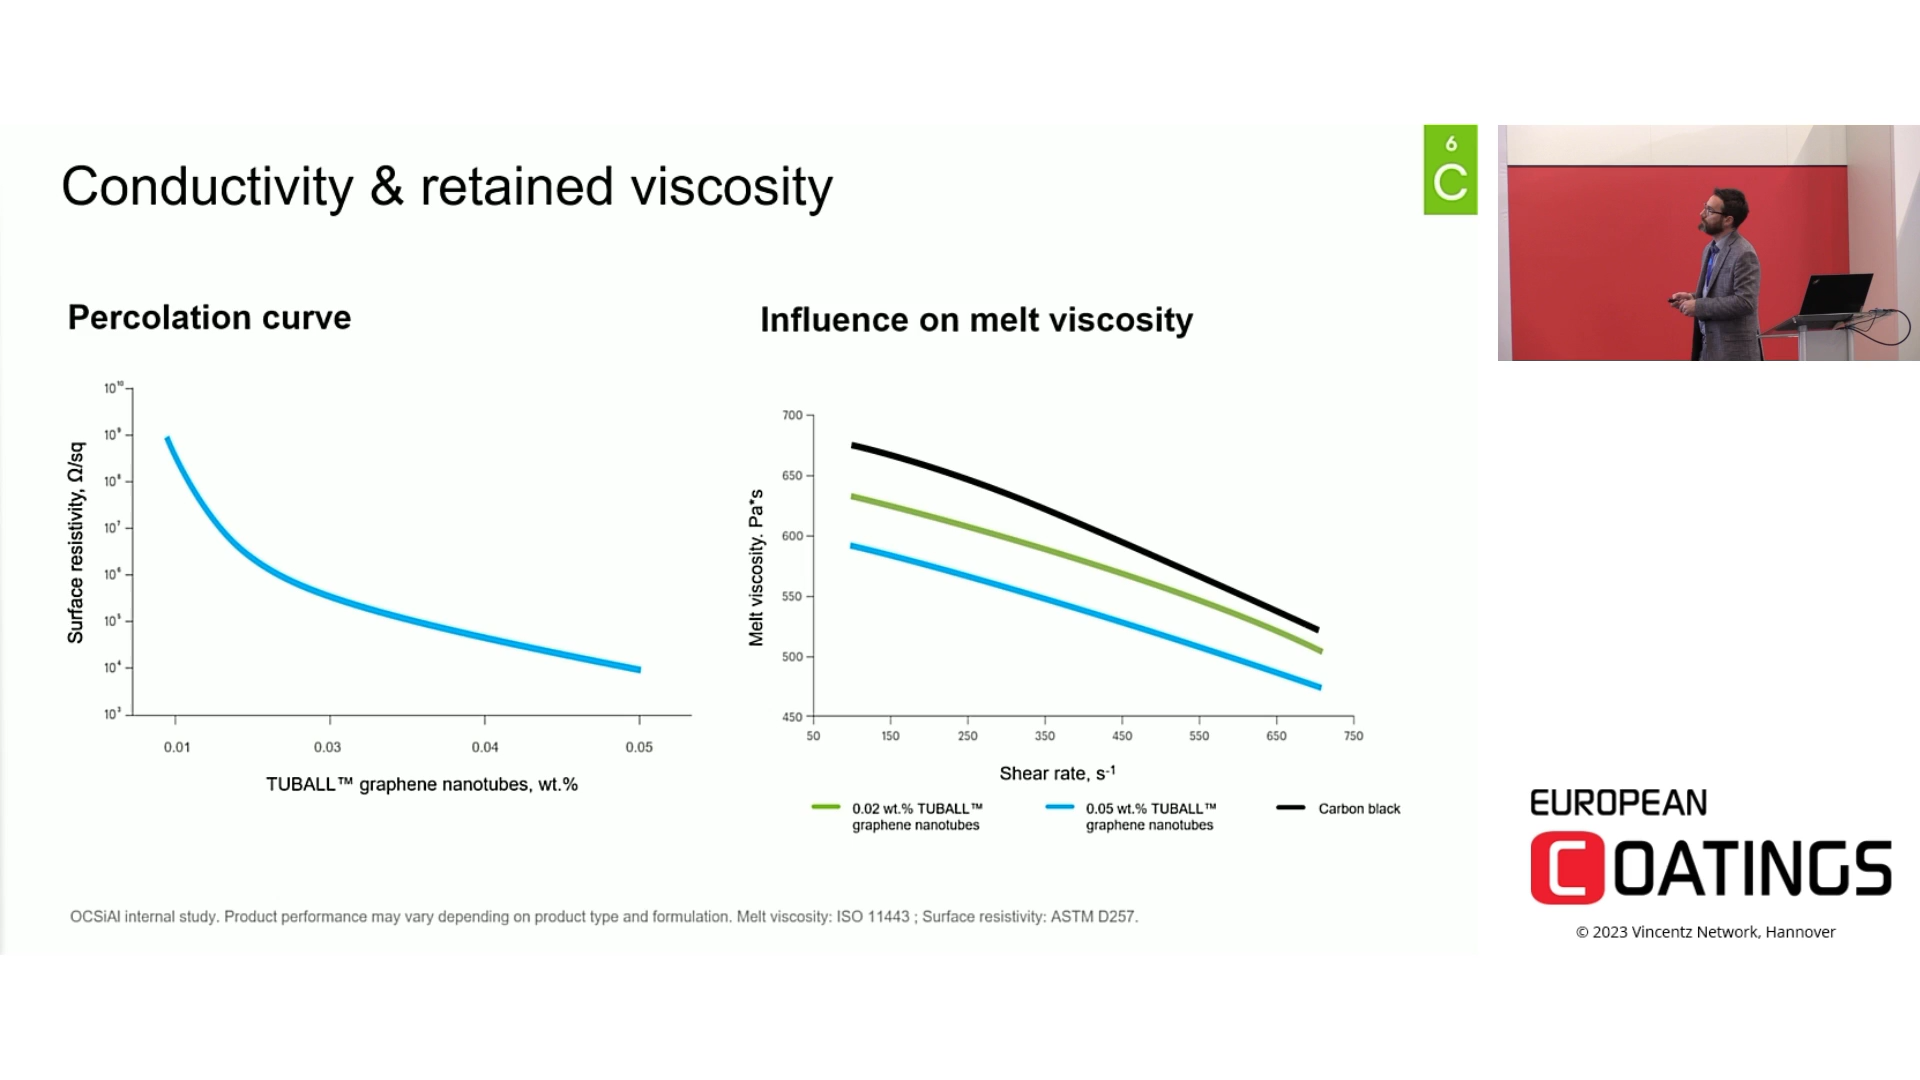 6
C
Conductivity & retained viscosity
Percolation curve
10¹⁰
10⁹
10⁸
10⁷
10⁶
10⁵
10⁴
10³
Surface resistivity, Ω/sq
0.01
0.03
0.04
0.05
TUBALL™ graphene nanotubes, wt.%
Influence on melt viscosity
700
650
600
550
500
450
Melt viscosity. Pa*s
50
150
250
350
450
550
650
750
Shear rate, s⁻¹
0.02 wt.% TUBALL™
graphene nanotubes
0.05 wt.% TUBALL™
graphene nanotubes
Carbon black
OCSiAl internal study. Product performance may vary depending on product type and formulation. Melt viscosity: ISO 11443 ; Surface resistivity: ASTM D257.
EUROPEAN
COATINGS
© 2023 Vincentz Network, Hannover